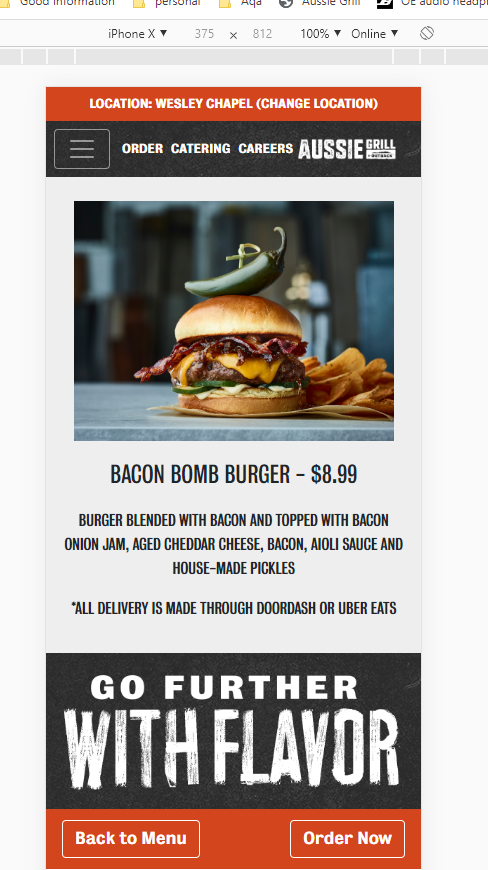 Good Information personal Aqa Aussie Grill OE audio headp
iPhone X ▼ 375 × 812 100% ▼ Online ▼
LOCATION: WESLEY CHAPEL (CHANGE LOCATION)
ORDER CATERING CAREERS AUSSIE GRILL
BACON BOMB BURGER - $8.99
BURGER BLENDED WITH BACON AND TOPPED WITH BACON
ONION JAM, AGED CHEDDAR CHEESE, BACON, AIOLI SAUCE AND
HOUSE-MADE PICKLES
*ALL DELIVERY IS MADE THROUGH DOORDASH OR UBER EATS
GO FURTHER
WITH FLAVOR
Back to Menu Order Now